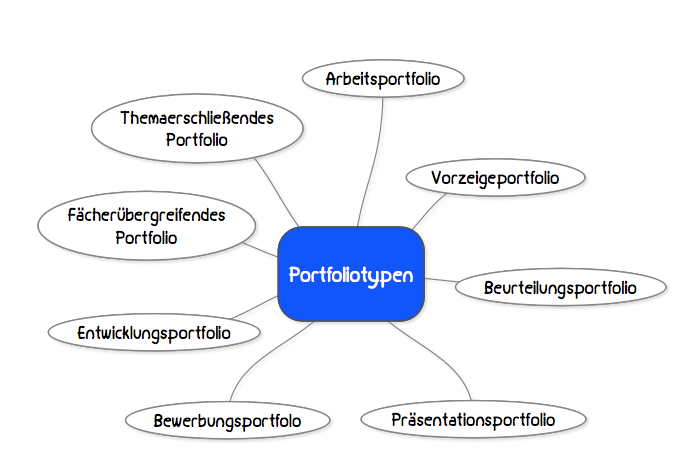 Arbeitsportfolio
Themaerschließendes
Portfolio
Vorzeigeportfolio
Fächerübergreifendes
Portfolio
Portfoliotypen
Beurteilungsportfolio
Entwicklungsportfolio
Bewerbungsportfolo
Präsentationsportfolio